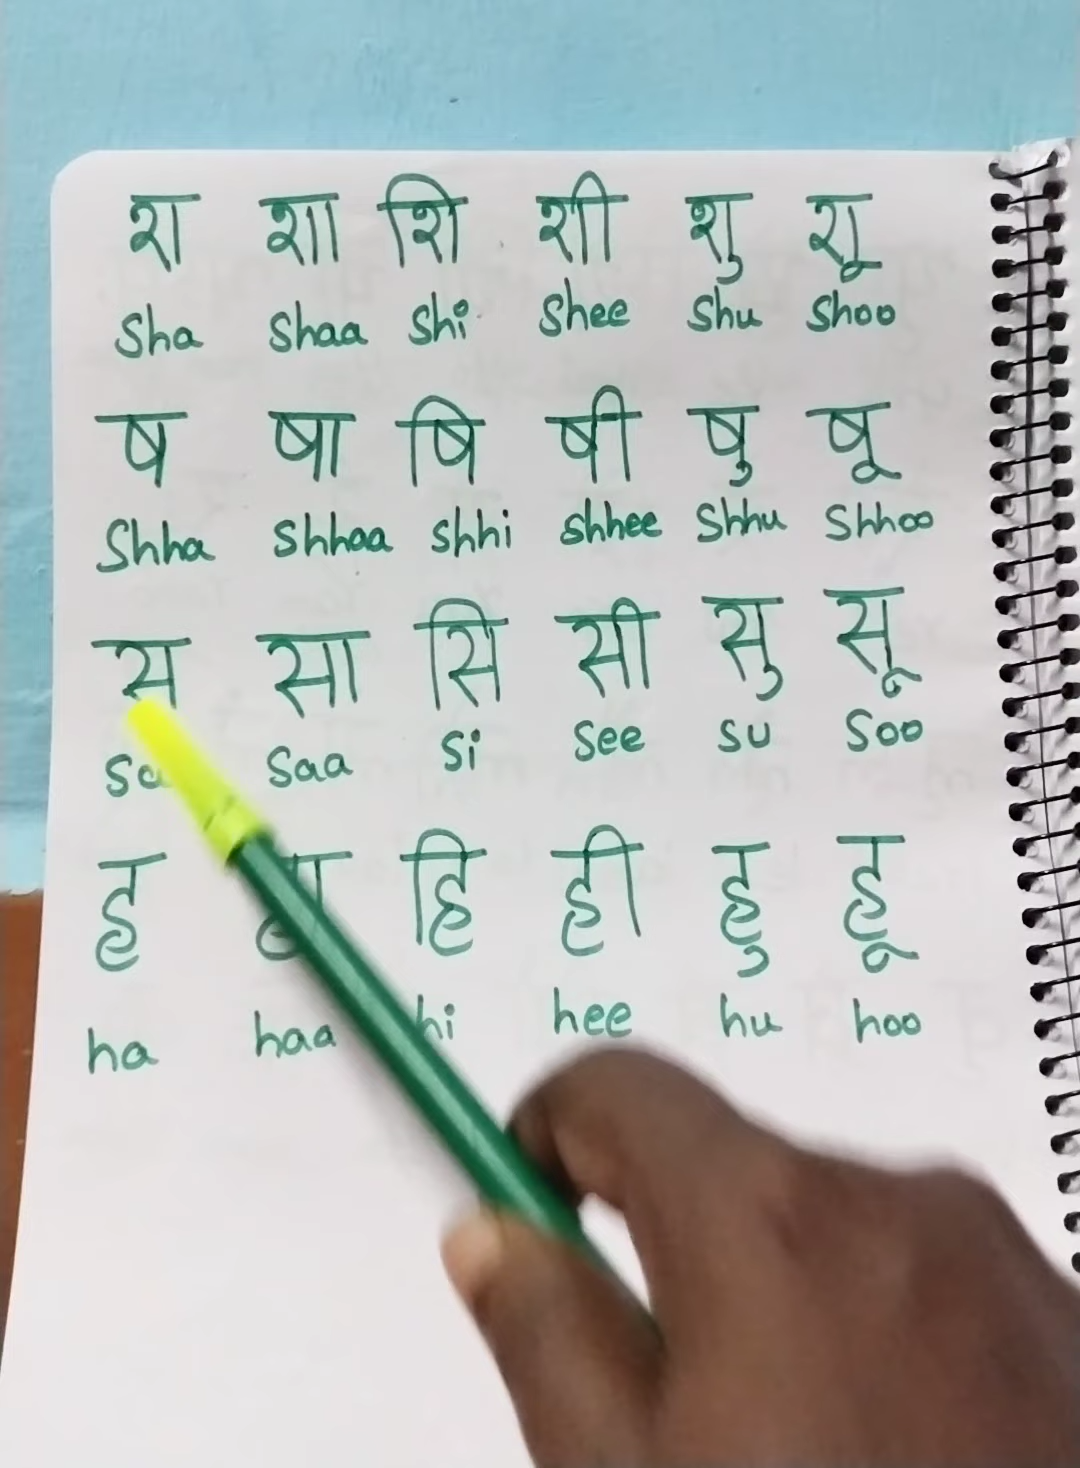 श शा शि शी शु शू
Sha Shaa Shi Shee Shu Shoo
ष षा षि षी षु षू
Shha Shhaa shhi shhee Shhu Shhoo
स सा सि सी सु सू
Saa Si See su Soo
ह हि ही हु हू
ha haa hi hee hu hoo